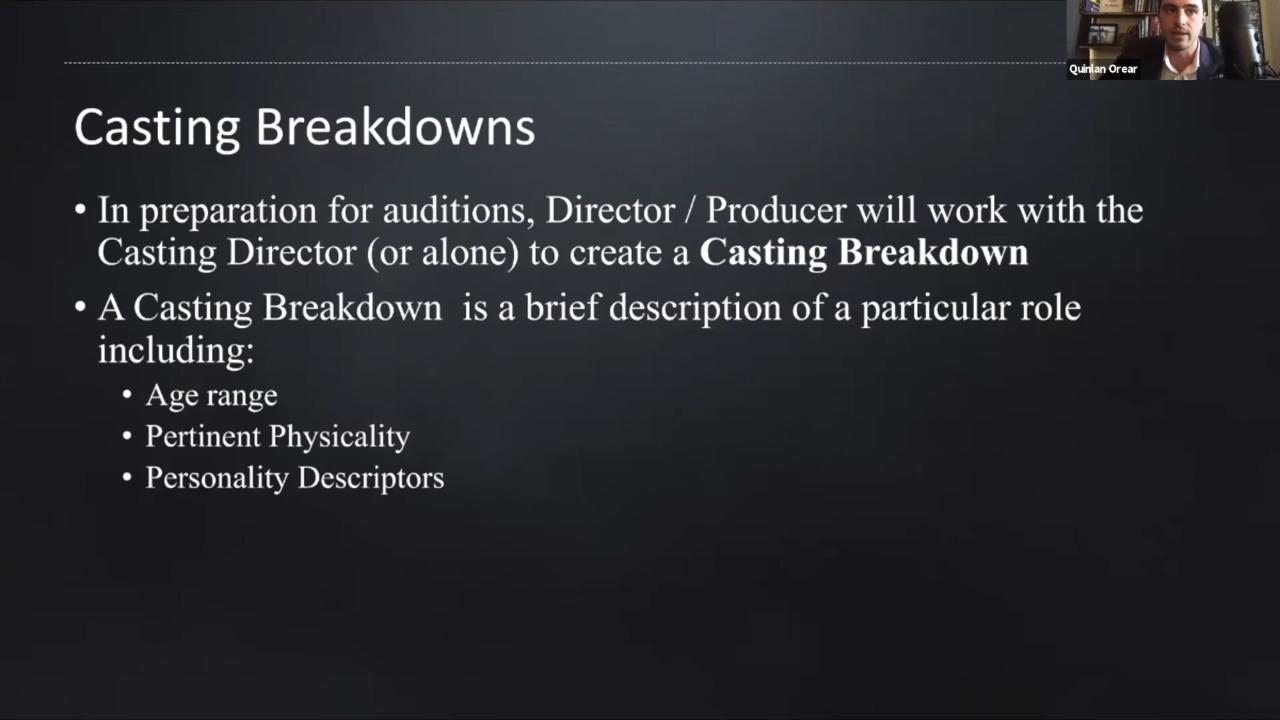 Quinlan Orear
Casting Breakdowns
• In preparation for auditions, Director / Producer will work with the
Casting Director (or alone) to create a Casting Breakdown
• A Casting Breakdown  is a brief description of a particular role
including:
• Age range
• Pertinent Physicality
• Personality Descriptors